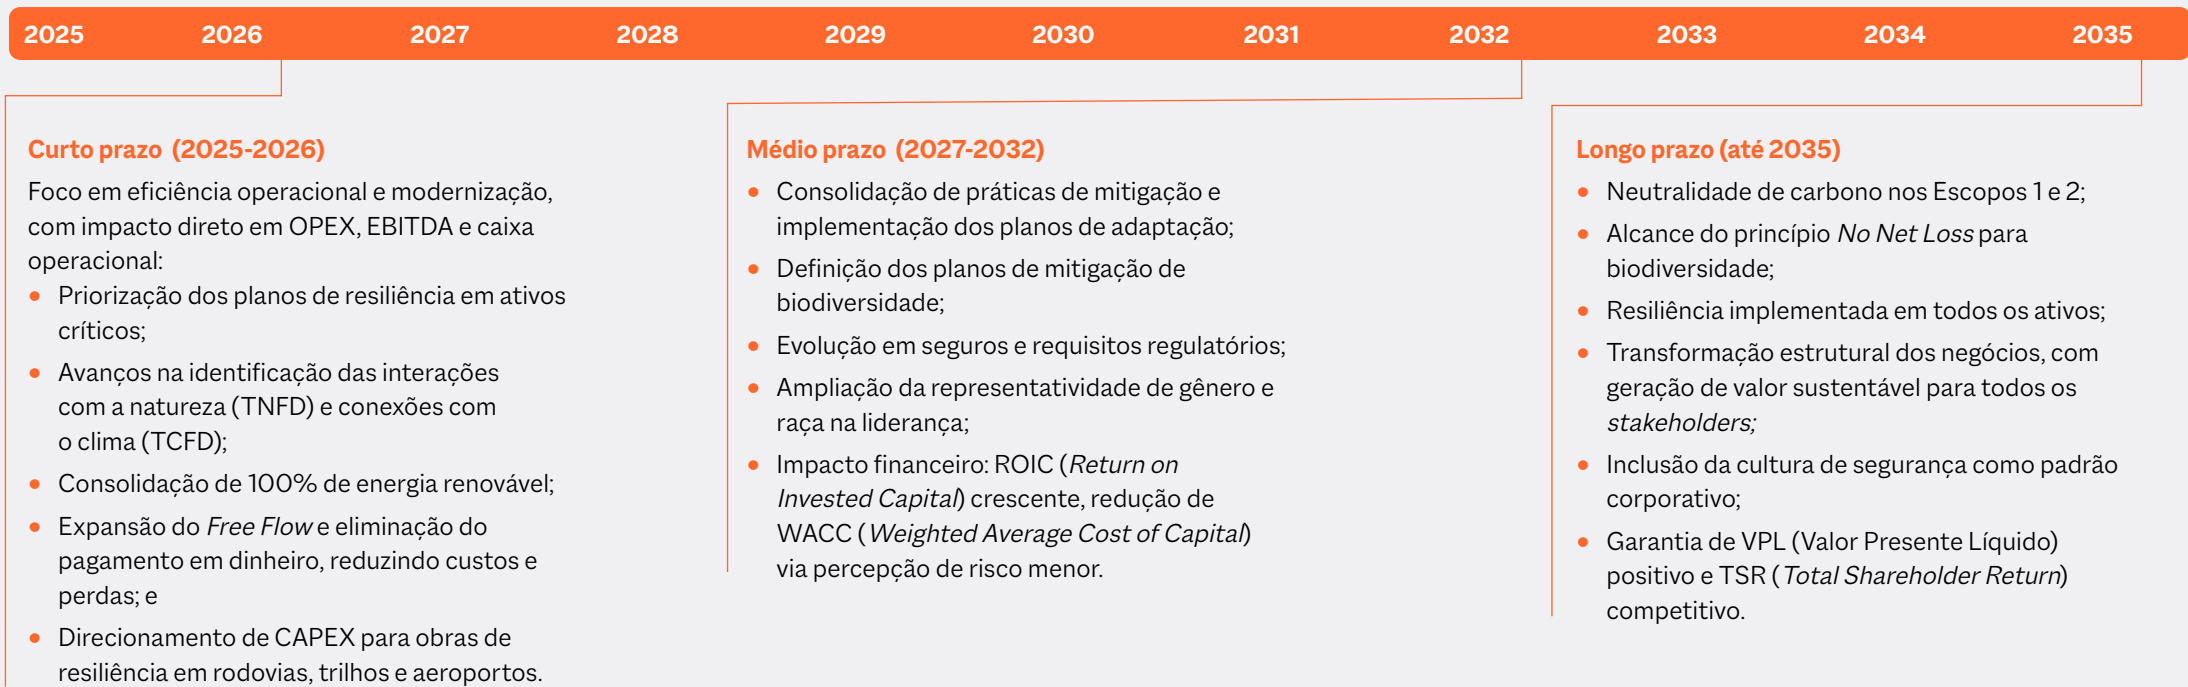 2025 2026 2027 2028 2029 2030 2031 2032 2033 2034 2035
Curto prazo (2025-2026)
Foco em eficiência operacional e modernização,
com impacto direto em OPEX, EBITDA e caixa
operacional:
• Priorização dos planos de resiliência em ativos
críticos;
• Avanços na identificação das interações
com a natureza (TNFD) e conexões com
o clima (TCFD);
• Consolidação de 100% de energia renovável;
• Expansão do Free Flow e eliminação do
pagamento em dinheiro, reduzindo custos e
perdas; e
• Direcionamento de CAPEX para obras de
resiliência em rodovias, trilhos e aeroportos.
Médio prazo (2027-2032)
• Consolidação de práticas de mitigação e
implementação dos planos de adaptação;
• Definição dos planos de mitigação de
biodiversidade;
• Evolução em seguros e requisitos regulatórios;
• Ampliação da representatividade de gênero e
raça na liderança;
• Impacto financeiro: ROIC (Return on
Invested Capital) crescente, redução de
WACC (Weighted Average Cost of Capital)
via percepção de risco menor.
Longo prazo (até 2035)
• Neutralidade de carbono nos Escopos 1 e 2;
• Alcance do princípio No Net Loss para
biodiversidade;
• Resiliência implementada em todos os ativos;
• Transformação estrutural dos negócios, com
geração de valor sustentável para todos os
stakeholders;
• Inclusão da cultura de segurança como padrão
corporativo;
• Garantia de VPL (Valor Presente Líquido)
positivo e TSR (Total Shareholder Return)
competitivo.